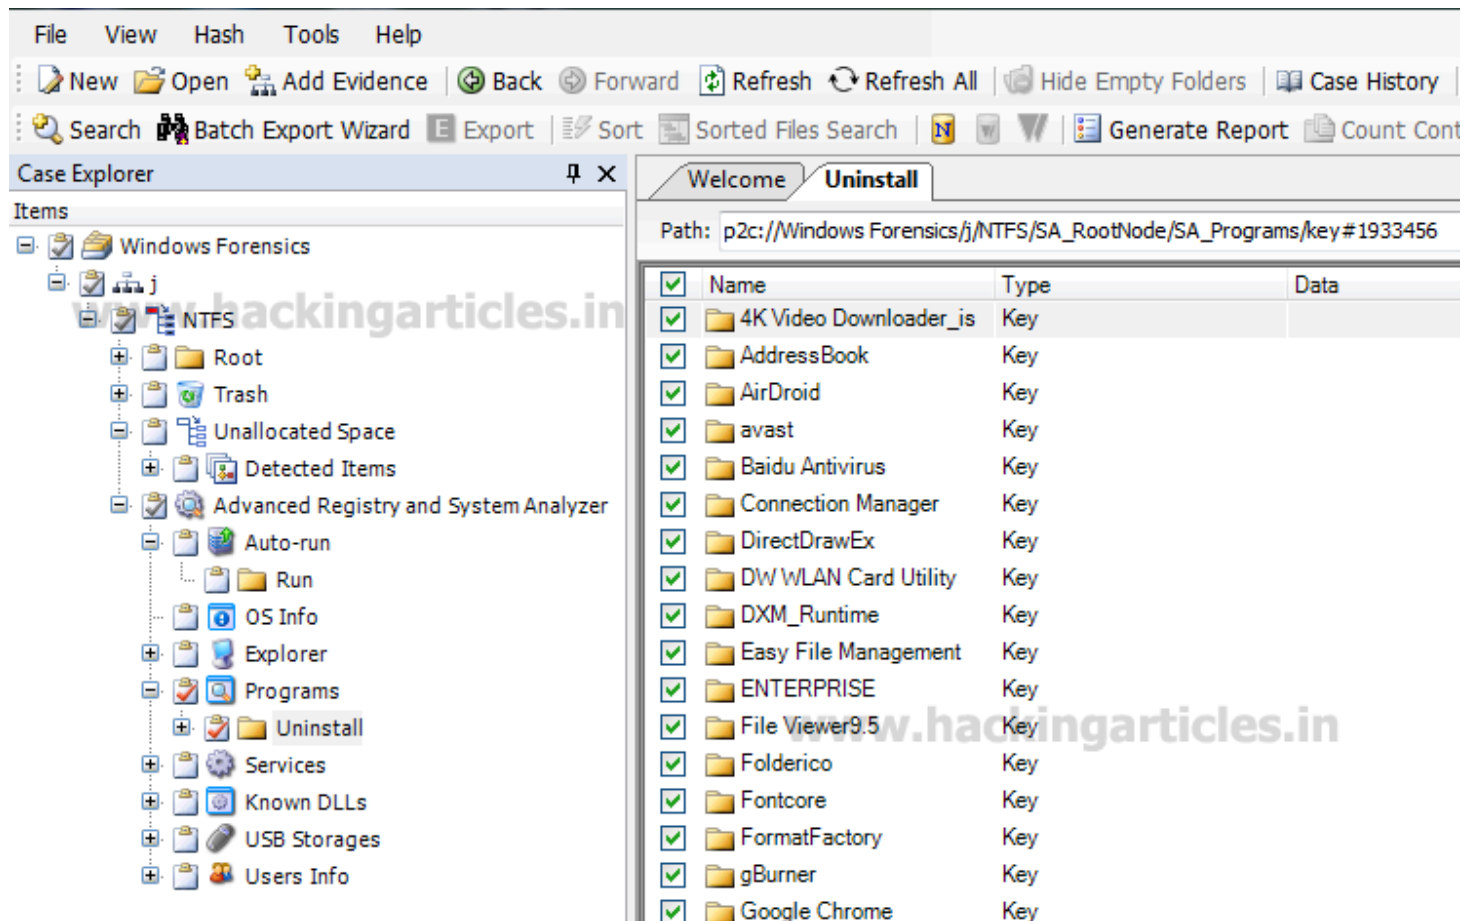 File View Hash Tools Help
New Open Add Evidence Back Forward Refresh Refresh All Hide Empty Folders Case History
Search Batch Export Wizard E Export Sort Sorted Files Search N W W Generate Report Count Cont
Case Explorer
Items
Windows Forensics
j
NTFS
Root
Trash
Unallocated Space
Detected Items
Advanced Registry and System Analyzer
Auto-run
Run
OS Info
Explorer
Programs
Uninstall
Services
Known DLLs
USB Storages
Users Info
www.hackingarticles.in
Welcome Uninstall
Path: p2c://Windows Forensics/j/NTFS/SA_RootNode/SA_Programs/key#1933456
Name Type Data
4K Video Downloader_is Key
AddressBook Key
AirDroid Key
avast Key
Baidu Antivirus Key
Connection Manager Key
DirectDrawEx Key
DW WLAN Card Utility Key
DXM_Runtime Key
Easy File Management Key
ENTERPRISE Key
File Viewer9.5 Key
Folderico Key
Fontcore Key
FormatFactory Key
gBurner Key
Google Chrome Key
www.hackingarticles.in